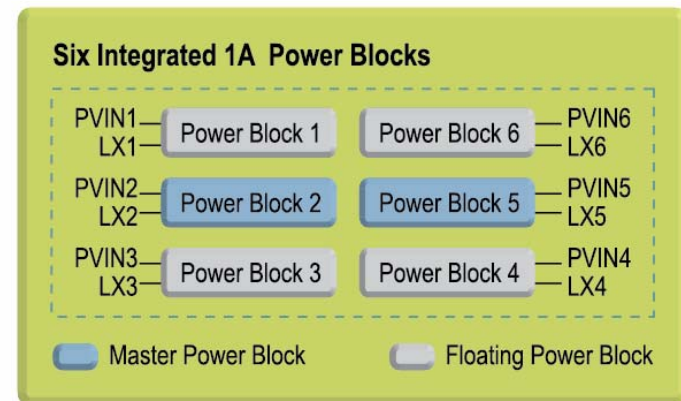 Six Integrated 1A Power Blocks
PVIN1
LX1
Power Block 1
Power Block 6
PVIN6
LX6
PVIN2
LX2
Power Block 2
Power Block 5
PVIN5
LX5
PVIN3
LX3
Power Block 3
Power Block 4
PVIN4
LX4
Master Power Block
Floating Power Block